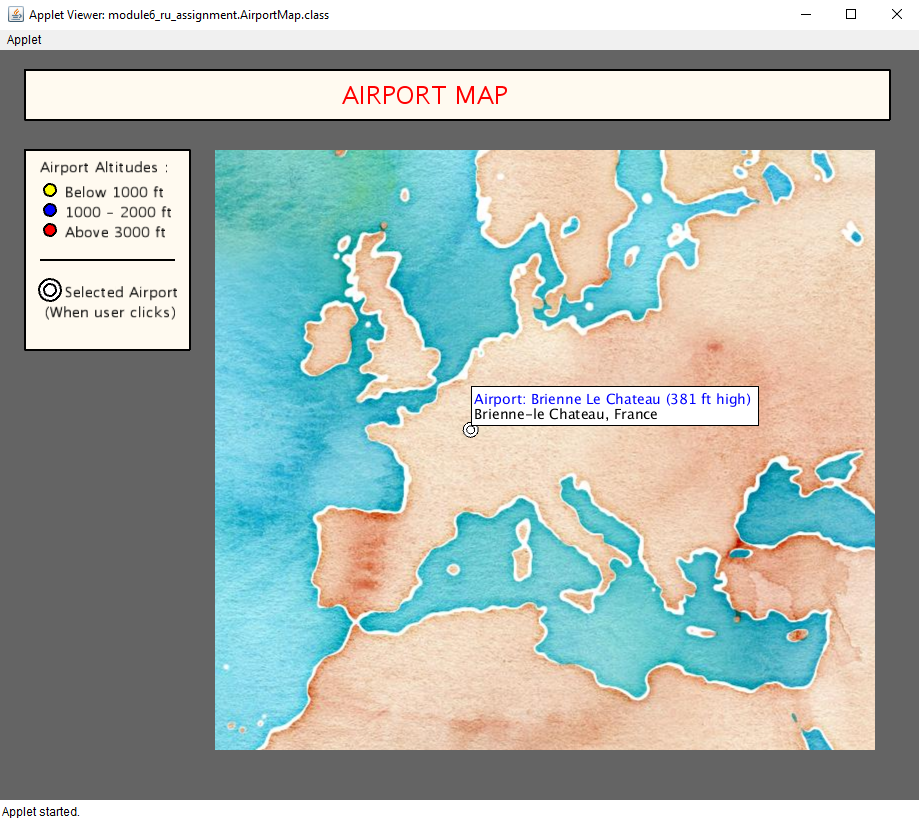 Applet Viewer: module6_ru_assignment.AirportMap.class
Applet
AIRPORT MAP
Airport Altitudes :
Below 1000 ft
1000 - 2000 ft
Above 3000 ft
Selected Airport
(When user clicks)
Airport: Brienne Le Chateau (381 ft high)
Brienne-le Chateau, France
Applet started.